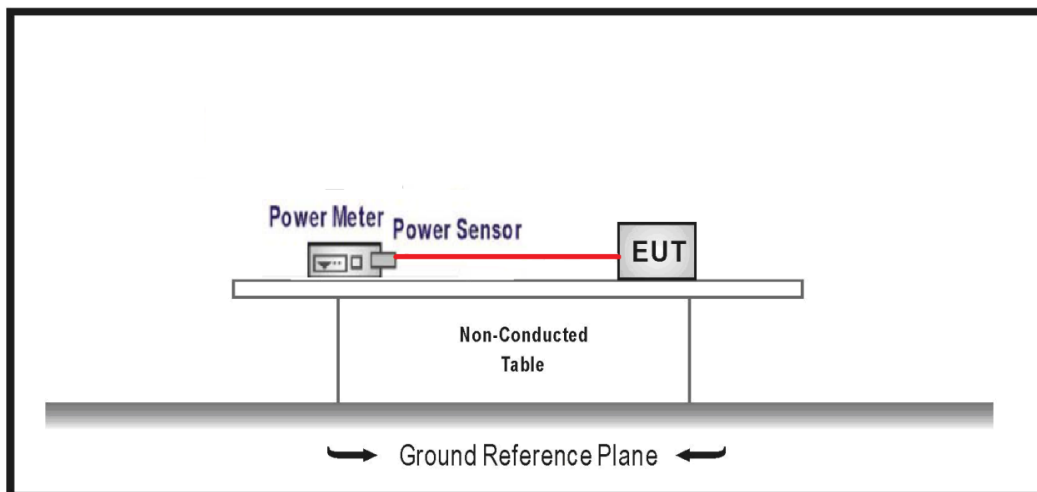 Power Meter
Power Sensor
EUT
Non-Conducted
Table
Ground Reference Plane